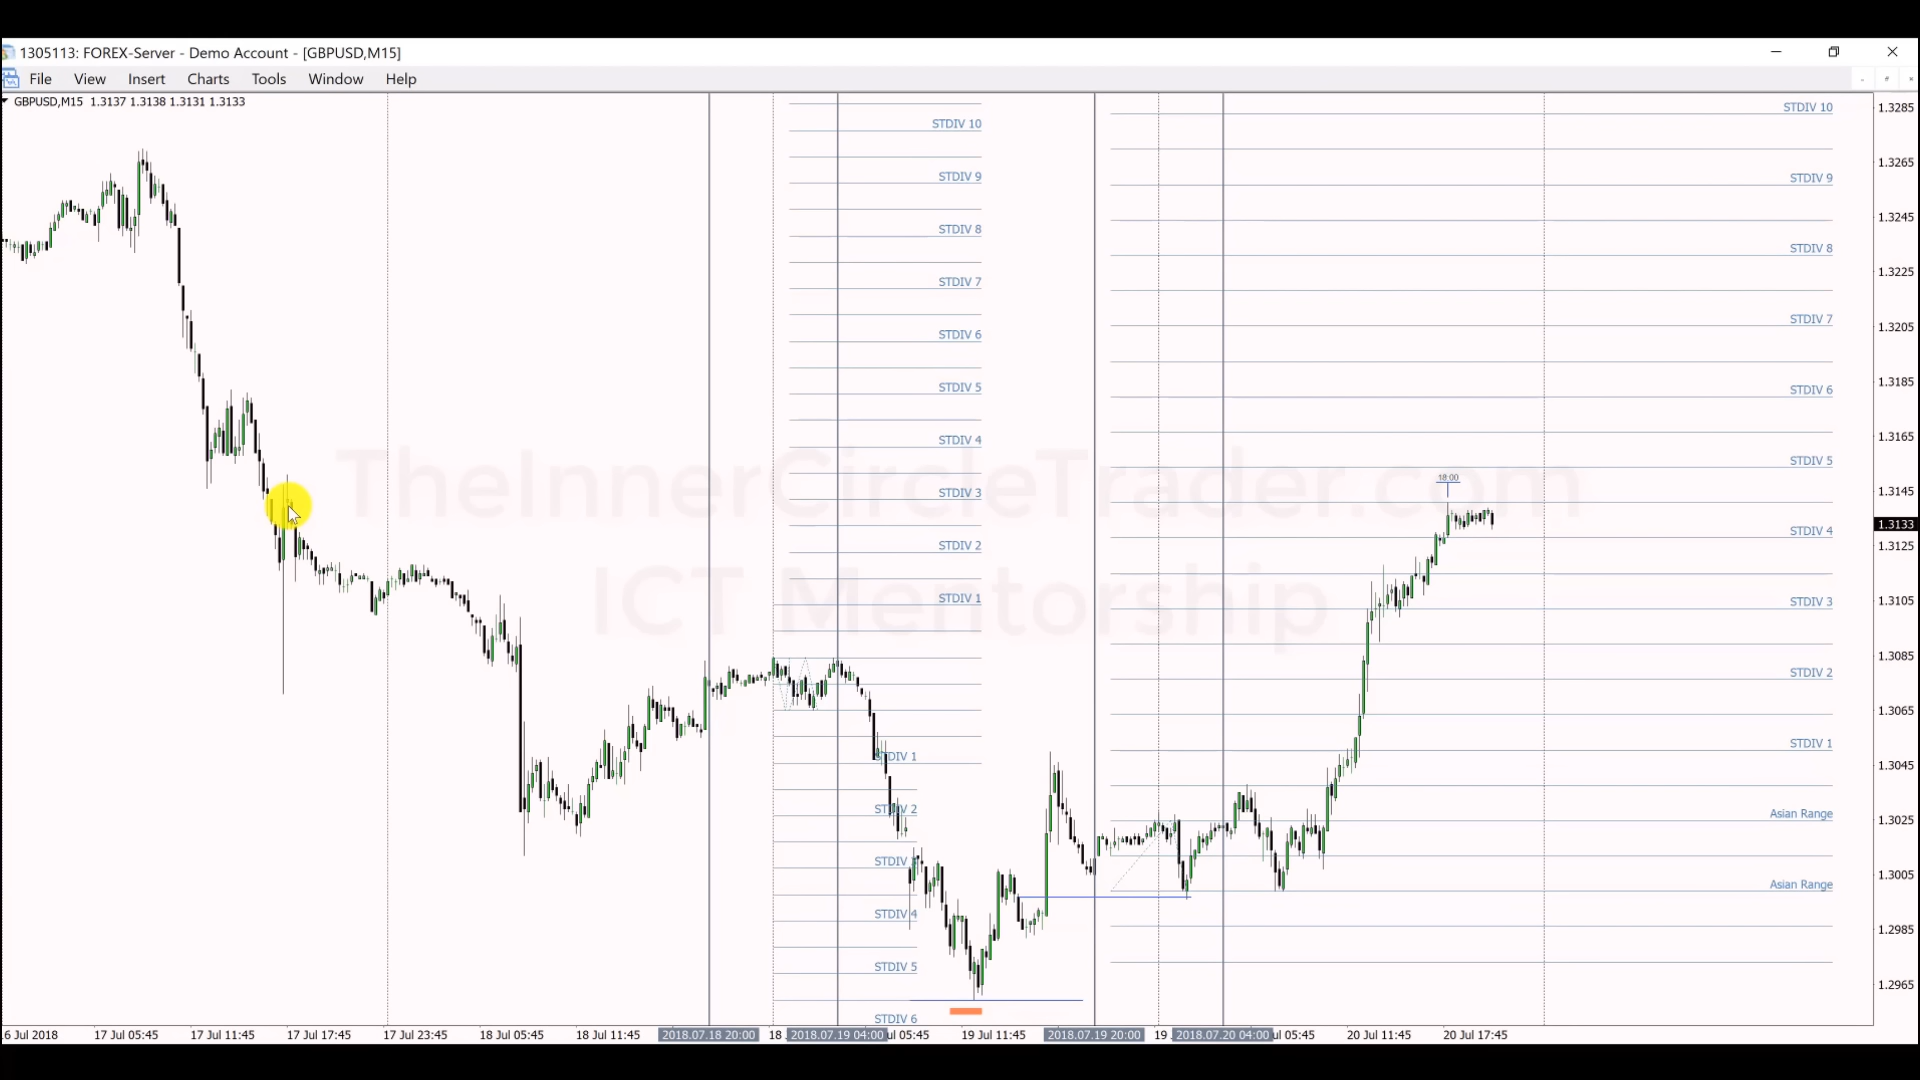 1305113: FOREX-Server - Demo Account - [GBPUSD,M15]
File View Insert Charts Tools Window Help
GBPUSD,M15 1.3137 1.3138 1.3131 1.3133
STDIV 10
STDIV 9
STDIV 8
STDIV 7
STDIV 6
STDIV 5
STDIV 4
STDIV 3
STDIV 2
STDIV 1
STDIV 1
STDIV 2
STDIV
STDIV 4
STDIV 5
STDIV 6
TheInnerCircleTrader.com
ICT Mentorship
18:00
STDIV 10
STDIV 9
STDIV 8
STDIV 7
STDIV 6
STDIV 5
STDIV 4
STDIV 3
STDIV 2
STDIV 1
Asian Range
Asian Range
1.3285
1.3265
1.3245
1.3225
1.3205
1.3185
1.3165
1.3145
1.3133
1.3125
1.3105
1.3085
1.3065
1.3045
1.3025
1.3005
1.2985
1.2965
6 Jul 2018 17 Jul 05:45 17 Jul 11:45 17 Jul 17:45 17 Jul 23:45 18 Jul 05:45 18 Jul 11:45 2018.07.18 20:00 18 2018.07.19 04:00 ul 05:45 19 Jul 11:45 2018.07.19 20:00 19 2018.07.20 04:00 ul 05:45 20 Jul 11:45 20 Jul 17:45